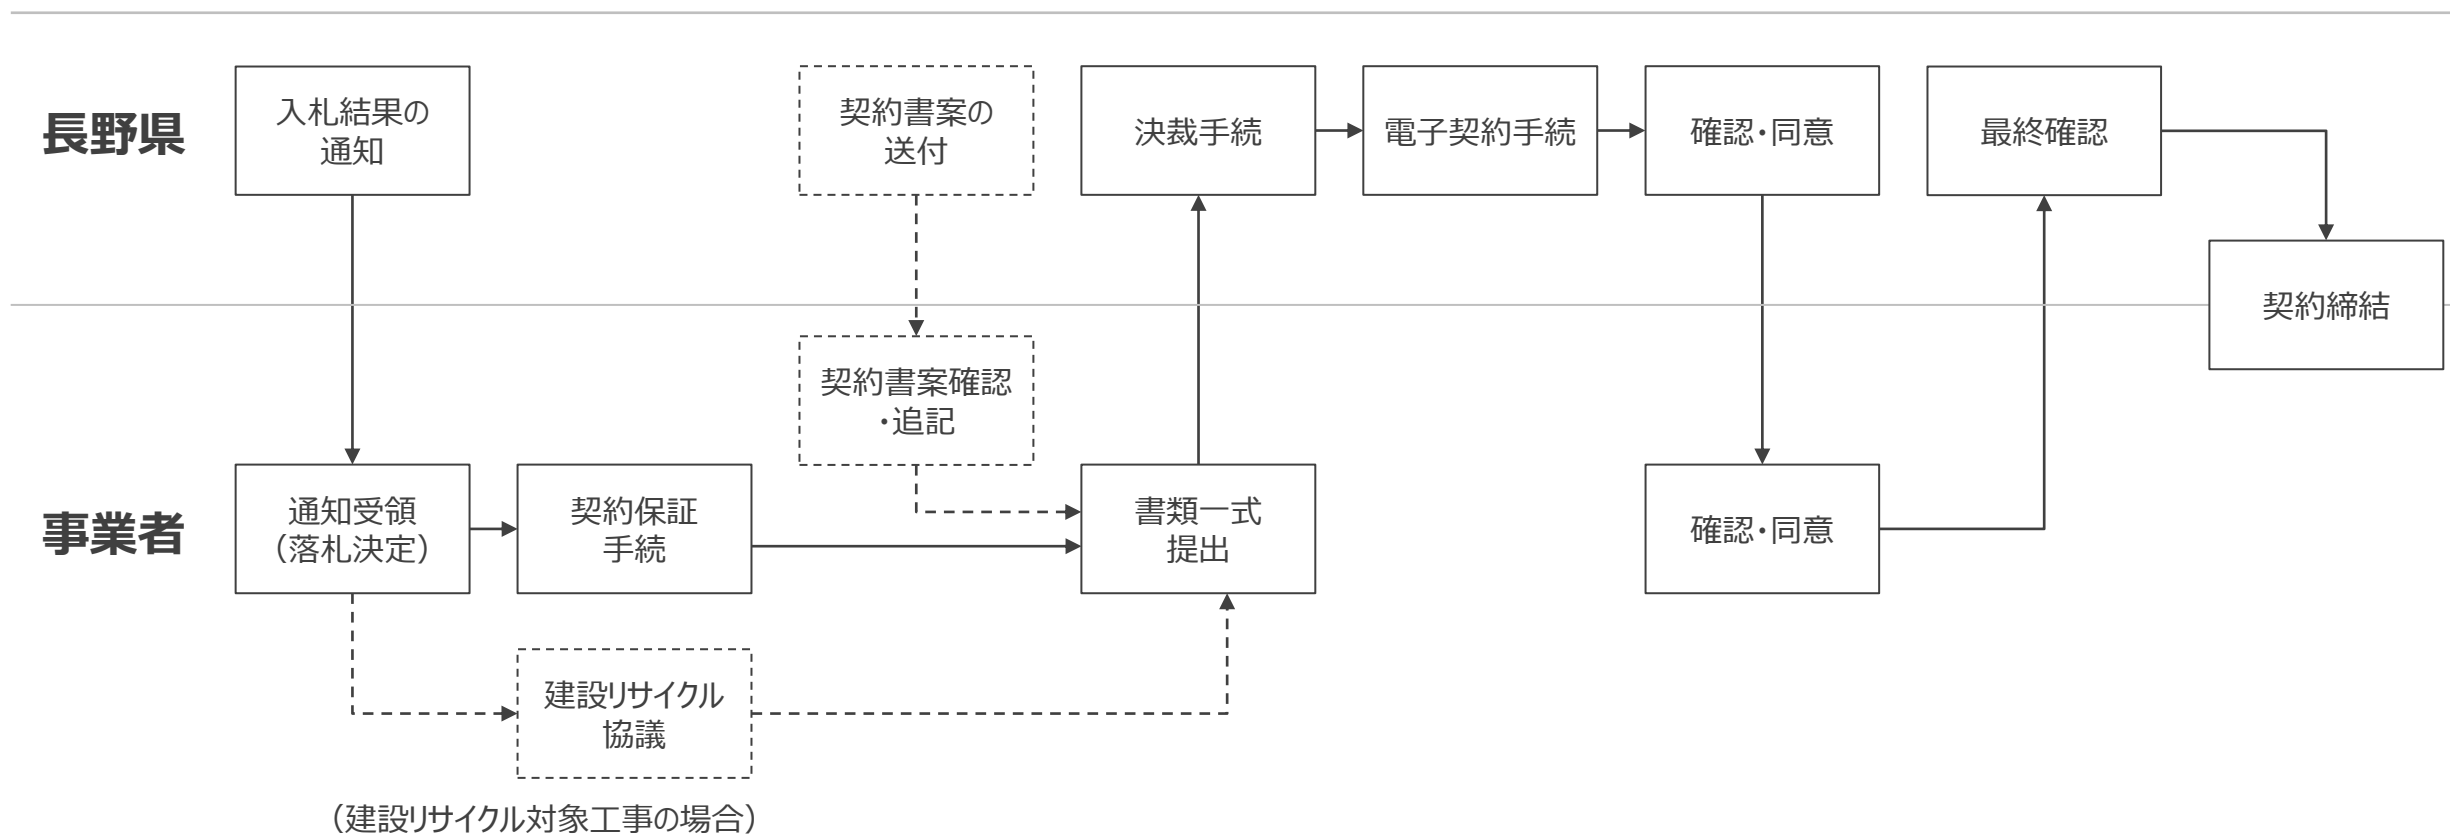 長野県
入札結果の
通知
契約書案の
送付
決裁手続
電子契約手続
確認・同意
最終確認
契約締結
契約書案確認
・追記
事業者
通知受領
（落札決定）
契約保証
手続
書類一式
提出
確認・同意
建設リサイクル
協議
（建設リサイクル対象工事の場合）